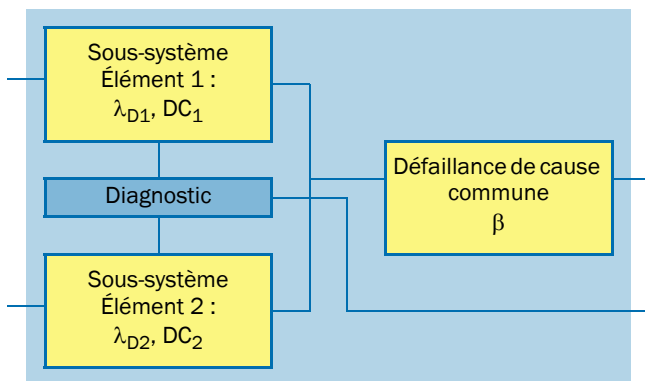 Sous-système
Élément 1 :
λD1, DC1
Diagnostic
Sous-système
Élément 2 :
λD2, DC2
Défaillance de cause
commune
β